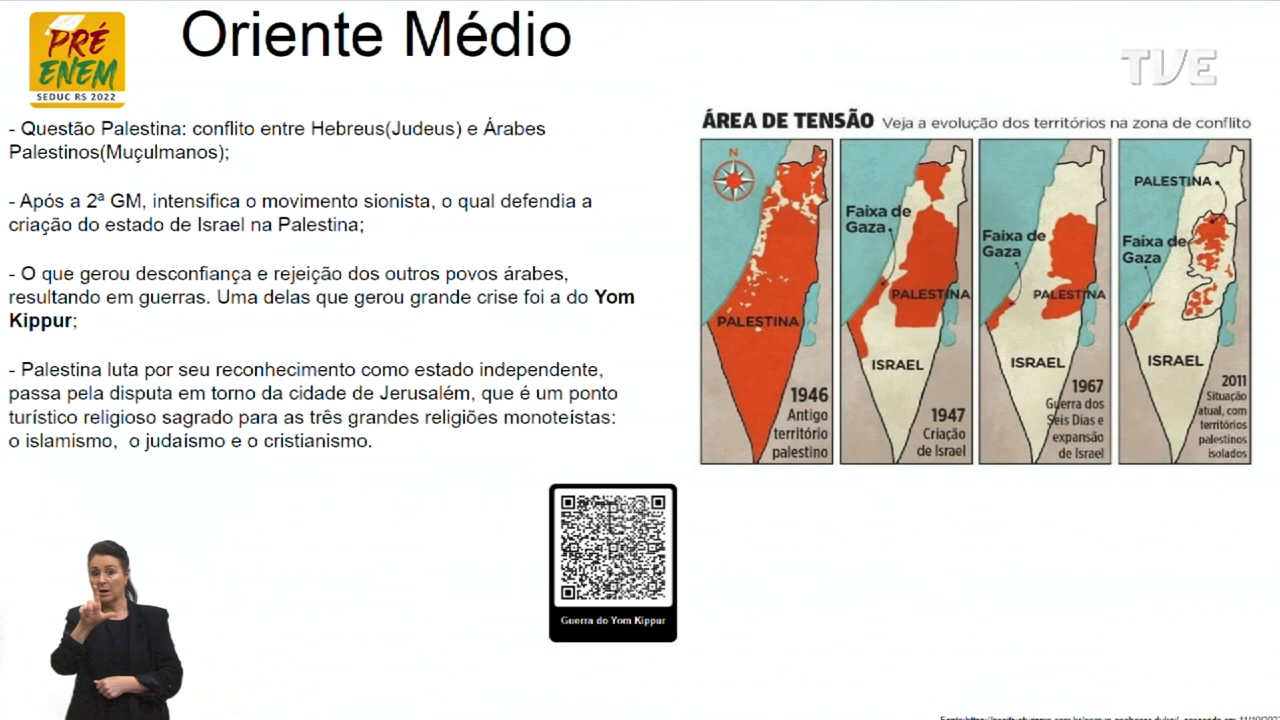 PRÉ
ENEM
SEDUC RS 2022
Oriente Médio
TVE
- Questão Palestina: conflito entre Hebreus(Judeus) e Árabes
Palestinos(Muçulmanos);
- Após a 2ª GM, intensifica o movimento sionista, o qual defendia a
criação do estado de Israel na Palestina;
- O que gerou desconfiança e rejeição dos outros povos árabes,
resultando em guerras. Uma delas que gerou grande crise foi a do Yom
Kippur;
- Palestina luta por seu reconhecimento como estado independente,
passa pela disputa em torno da cidade de Jerusalém, que é um ponto
turístico religioso sagrado para as três grandes religiões monoteístas:
o islamismo, o judaísmo e o cristianismo.
ÁREA DE TENSÃO Veja a evolução dos territórios na zona de conflito
N
PALESTINA
1946
Antigo
território
palestino
Faixa de
Gaza
PALESTINA
ISRAEL
1947
Criação
de Israel
Faixa de
Gaza
PALESTINA
ISRAEL
1967
Guerra dos
Seis Dias e
expansão
de Israel
PALESTINA
Faixa de
Gaza
ISRAEL
2011
Situação
atual, com
territórios
palestinos
isolados
Guerra do Yom Kippur